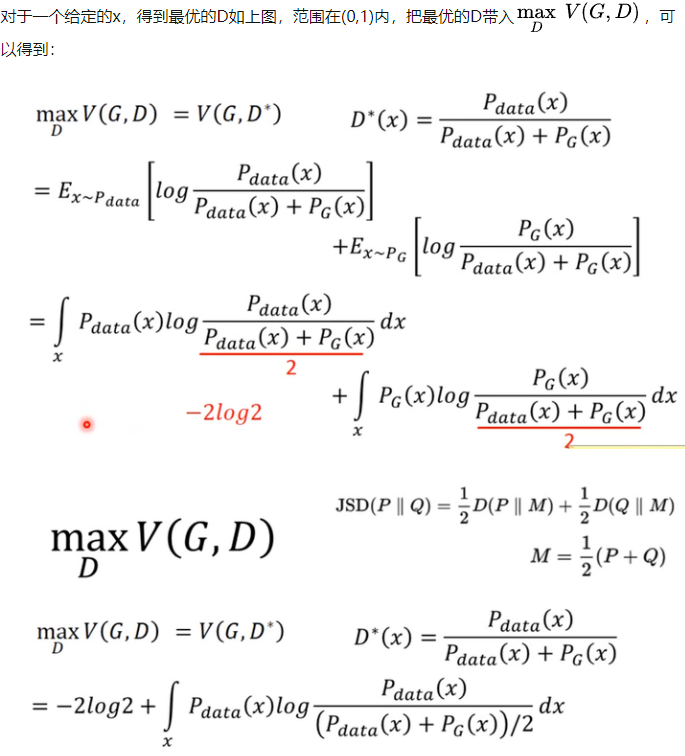 对于一个给定的x，得到最优的D如上图，范围在(0,1)内，把最优的D带入 max_D V(G, D) ，可
以得到：
max_D V(G, D) = V(G, D*)    D*(x) = P_data(x) / (P_data(x) + P_G(x))
= E_{x~P_data} [ log P_data(x) / (P_data(x) + P_G(x)) ]
+E_{x~P_G} [ log P_G(x) / (P_data(x) + P_G(x)) ]
= ∫_x P_data(x) log P_data(x) / (P_data(x) + P_G(x)) dx
2
+ ∫_x P_G(x) log P_G(x) / (P_data(x) + P_G(x)) dx
−2log2
2
max_D V(G, D)
JSD(P ∥ Q) = 1/2 D(P ∥ M) + 1/2 D(Q ∥ M)
M = 1/2 (P + Q)
max_D V(G, D) = V(G, D*)    D*(x) = P_data(x) / (P_data(x) + P_G(x))
= −2log2 + ∫_x P_data(x) log P_data(x) / ((P_data(x) + P_G(x))/2) dx